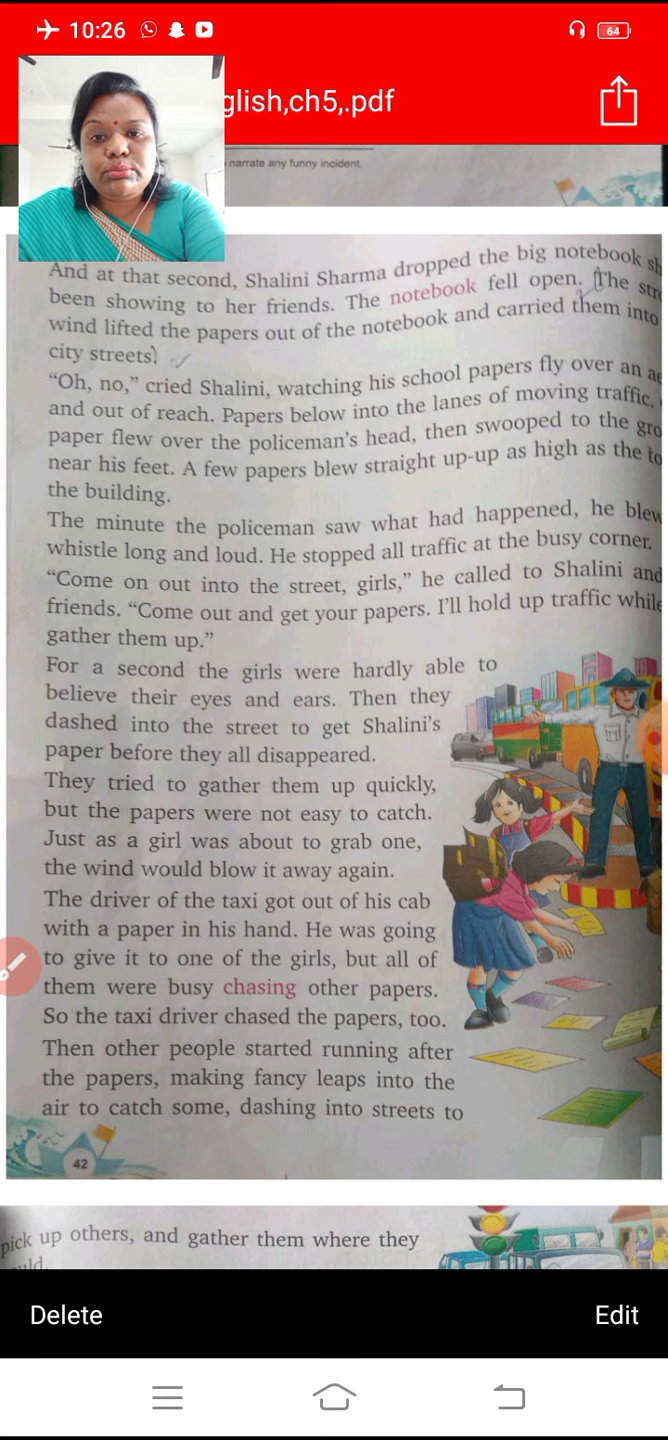 10:26
64
glish,ch5,.pdf
narrate any funny incident.
And at that second, Shalini Sharma dropped the big notebook sh
been showing to her friends. The notebook fell open. The str
wind lifted the papers out of the notebook and carried them into
city streets.
“Oh, no,” cried Shalini, watching his school papers fly over an a
and out of reach. Papers below into the lanes of moving traffic.
paper flew over the policeman’s head, then swooped to the gro
near his feet. A few papers blew straight up-up as high as the to
the building.
The minute the policeman saw what had happened, he blew
whistle long and loud. He stopped all traffic at the busy corner.
“Come on out into the street, girls,” he called to Shalini and
friends. “Come out and get your papers. I’ll hold up traffic while
gather them up.”
For a second the girls were hardly able to
believe their eyes and ears. Then they
dashed into the street to get Shalini’s
paper before they all disappeared.
They tried to gather them up quickly,
but the papers were not easy to catch.
Just as a girl was about to grab one,
the wind would blow it away again.
The driver of the taxi got out of his cab
with a paper in his hand. He was going
to give it to one of the girls, but all of
them were busy chasing other papers.
So the taxi driver chased the papers, too.
Then other people started running after
the papers, making fancy leaps into the
air to catch some, dashing into streets to
42
pick up others, and gather them where they
Delete
Edit